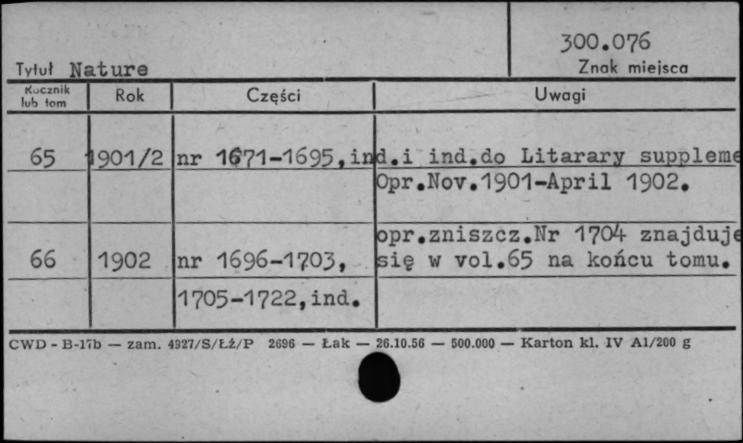 300.076
Tytuł Nature Znak miejsca
Rocznik lub tom Rok Części Uwagi
65 1901/2 nr 1671-1695, ind.i ind.do Litarary suppleme
Opr.Nov.1901-April 1902.
opr.zniszcz.Nr 1704 znajduje
66 1902 nr 1696-1703, się w vol.65 na końcu tomu.
1705-1722, ind.
CWD - B-17b — zam. 4927/S/Łź/P 2696 — Łak — 26.10.56 — 500.000 — Karton kl. IV A1/200 g